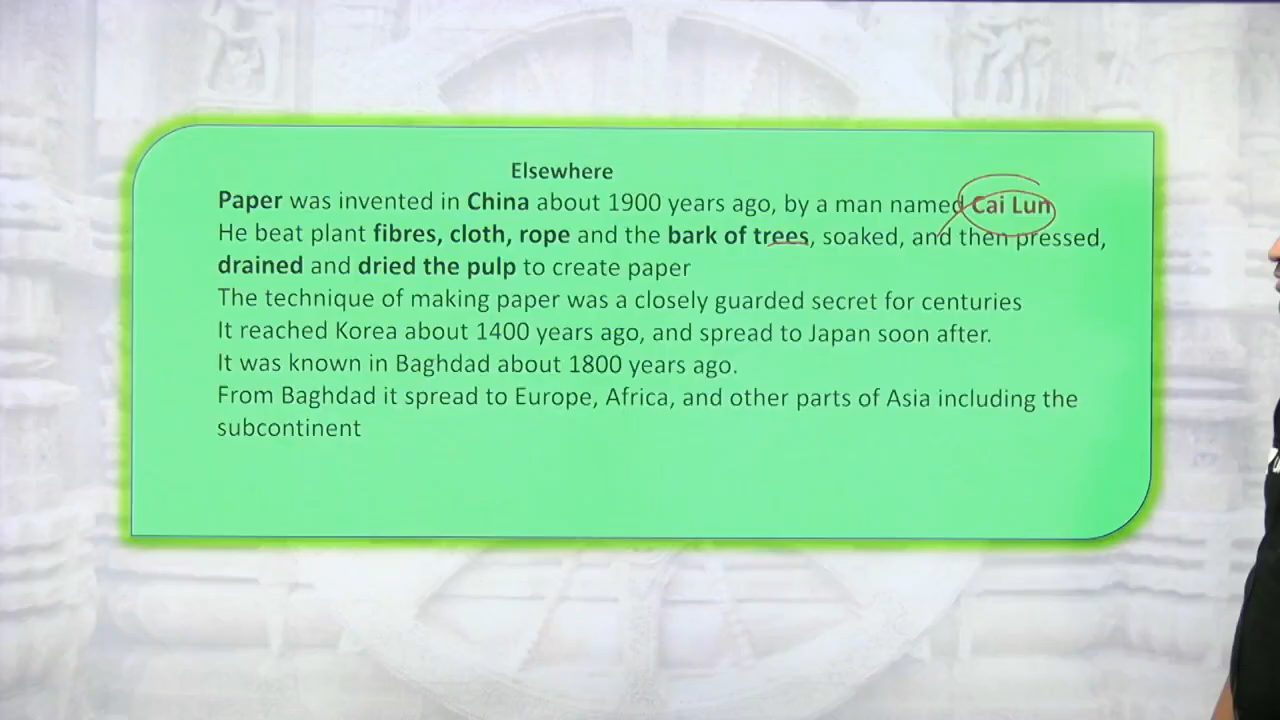 Elsewhere
Paper was invented in China about 1900 years ago, by a man named Cai Lun
He beat plant fibres, cloth, rope and the bark of trees, soaked, and then pressed,
drained and dried the pulp to create paper
The technique of making paper was a closely guarded secret for centuries
It reached Korea about 1400 years ago, and spread to Japan soon after.
It was known in Baghdad about 1800 years ago.
From Baghdad it spread to Europe, Africa, and other parts of Asia including the
subcontinent